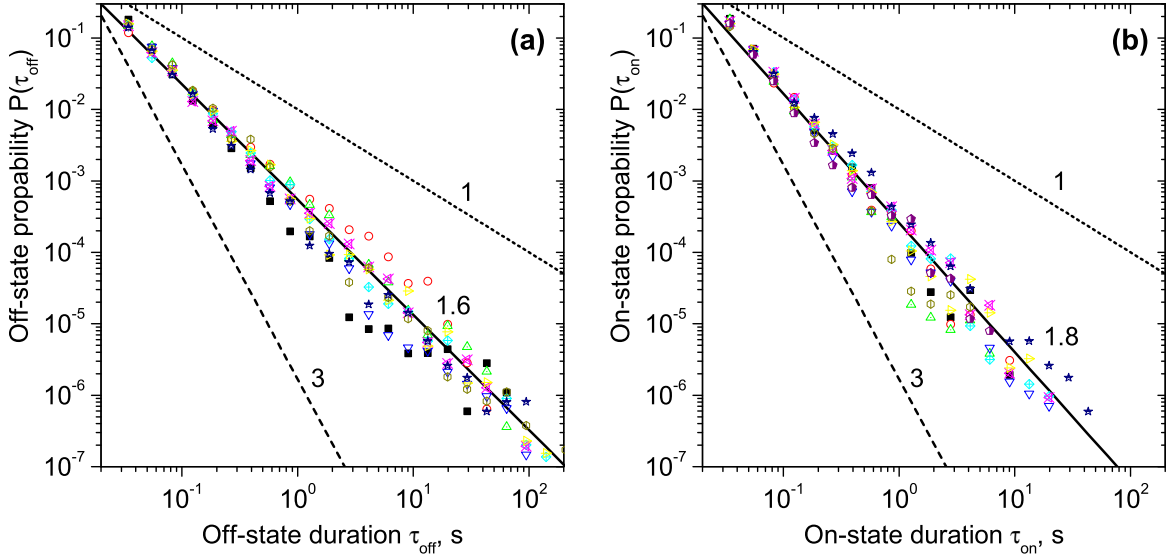 (a)
Off-state propability P(τoff)
10⁻¹
10⁻²
10⁻³
10⁻⁴
10⁻⁵
10⁻⁶
10⁻⁷
1
1.6
3
10⁻¹ 10⁰ 10¹ 10²
Off-state duration τoff, s
(b)
On-state propability P(τon)
10⁻¹
10⁻²
10⁻³
10⁻⁴
10⁻⁵
10⁻⁶
10⁻⁷
1
1.8
3
10⁻¹ 10⁰ 10¹ 10²
On-state duration τon, s